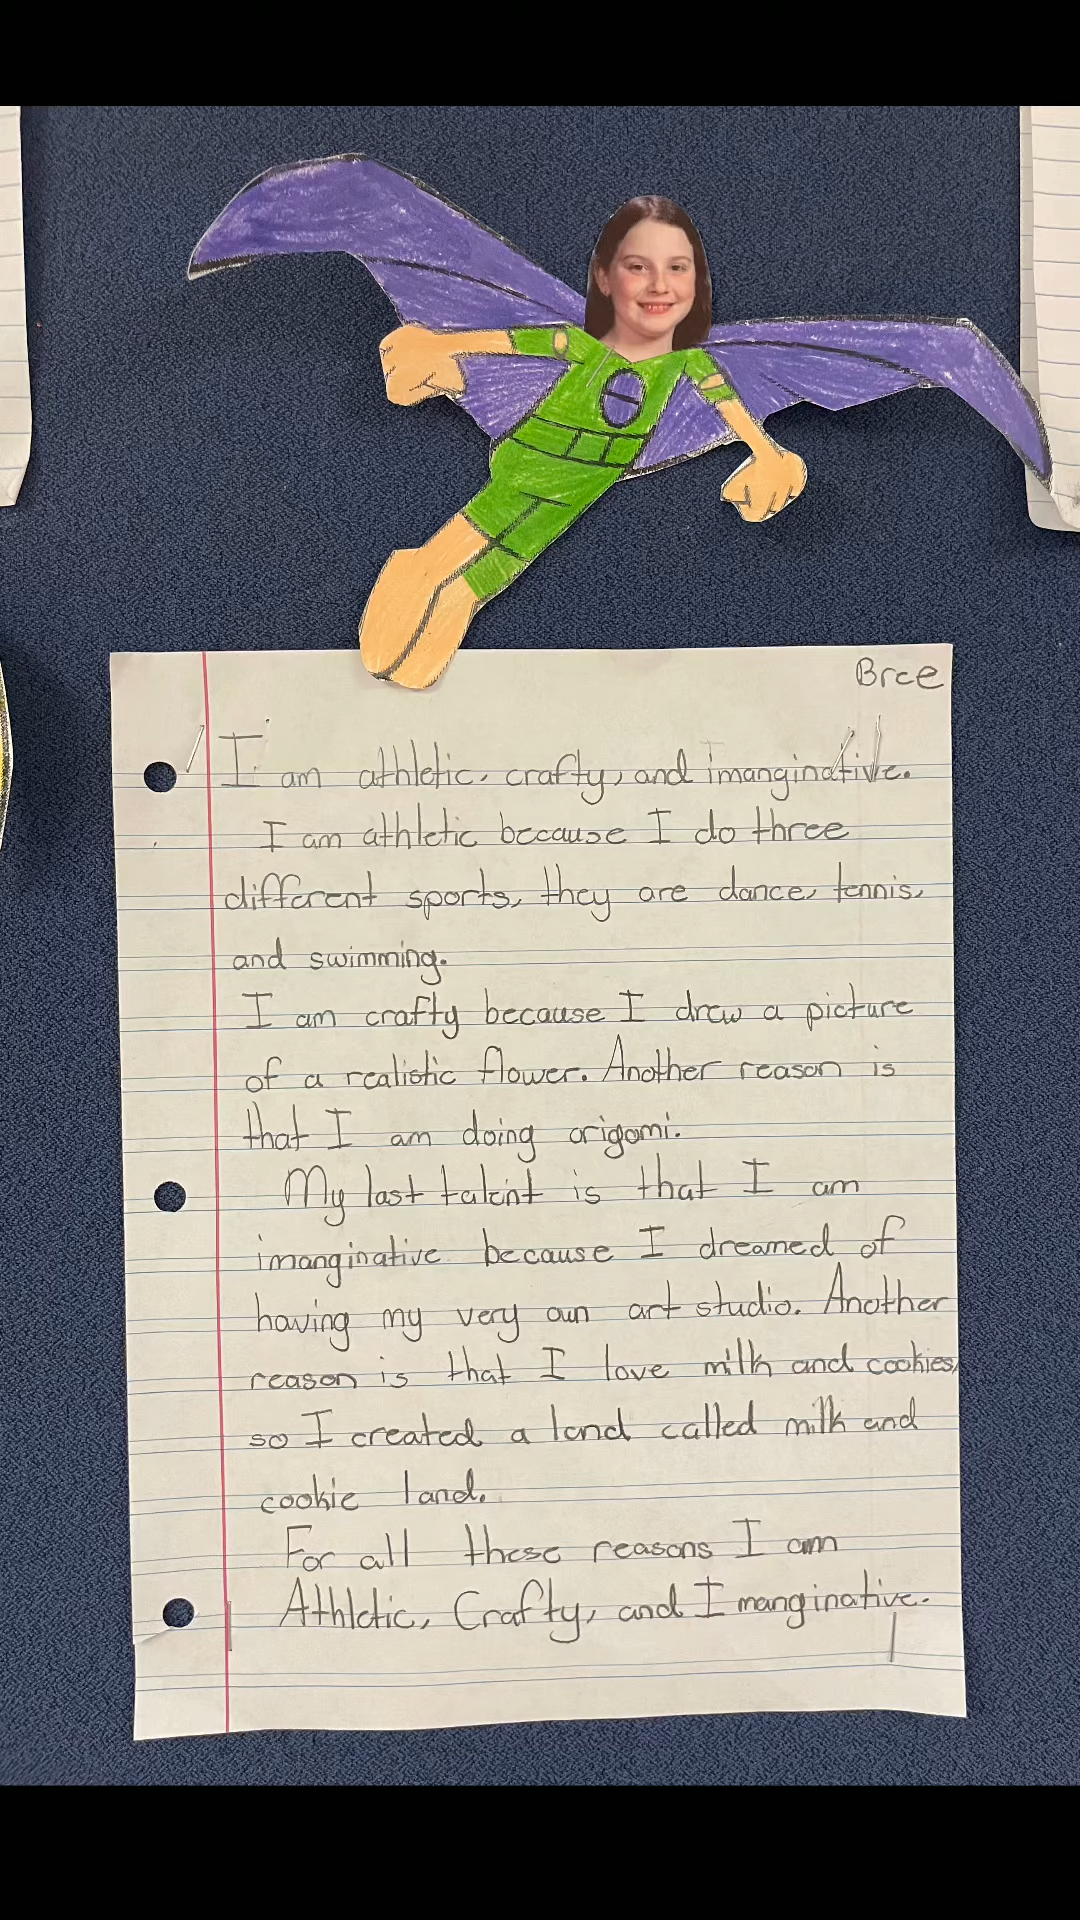 Bree
I am athletic, crafty, and imanginative.
I am athletic because I do three
different sports, they are dance, tennis,
and swimming.
I am crafty because I drew a picture
of a realistic flower. Another reason is
that I am doing origami.
My last talent is that I am
imanginative because I dreamed of
having my very own art studio. Another
reason is that I love milk and cookies,
so I created a land called milk and
cookie land.
For all these reasons I am
Athletic, Crafty, and Imanginative.